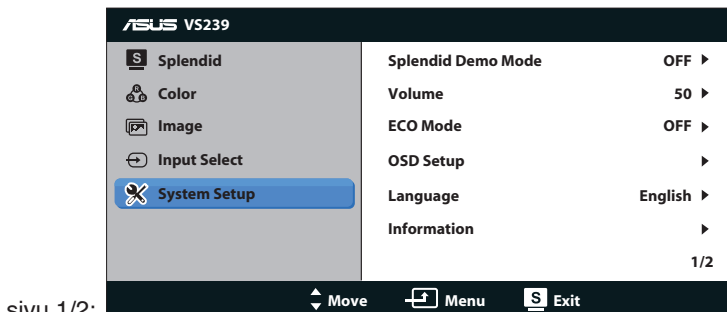 ASUS VS239
Splendid
Color
Image
Input Select
System Setup
Splendid Demo Mode OFF
Volume 50
ECO Mode OFF
OSD Setup
Language English
Information
1/2
sivu 1/2:
Move Menu S Exit